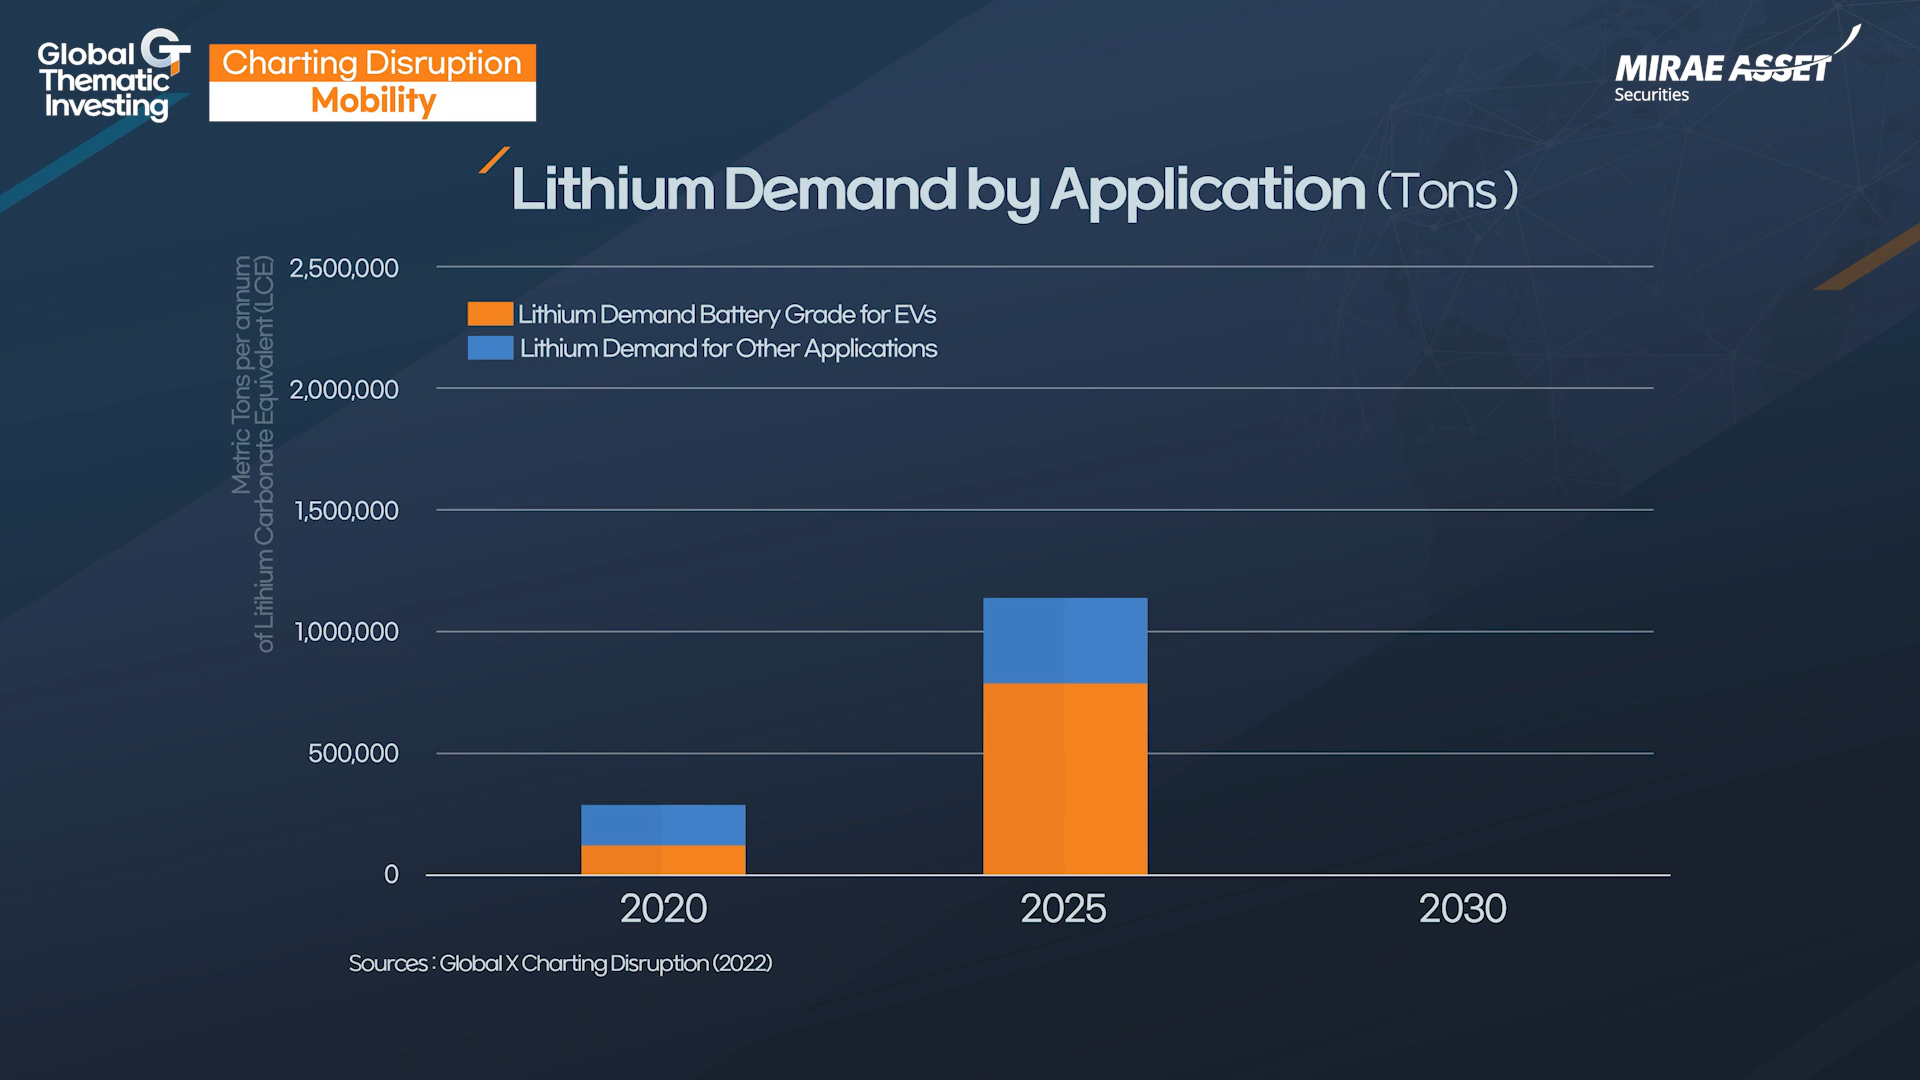 Global
Thematic
Investing
GT
Charting Disruption
Mobility
MIRAE ASSET
Securities
Lithium Demand by Application (Tons)
Metric Tons per annum
of Litihium Carbonate Equivalent (LCE)
2,500,000
Lithium Demand Battery Grade for EVs
Lithium Demand for Other Applications
2,000,000
1,500,000
1,000,000
500,000
0
2020
2025
2030
Sources : Global X Charting Disruption (2022)